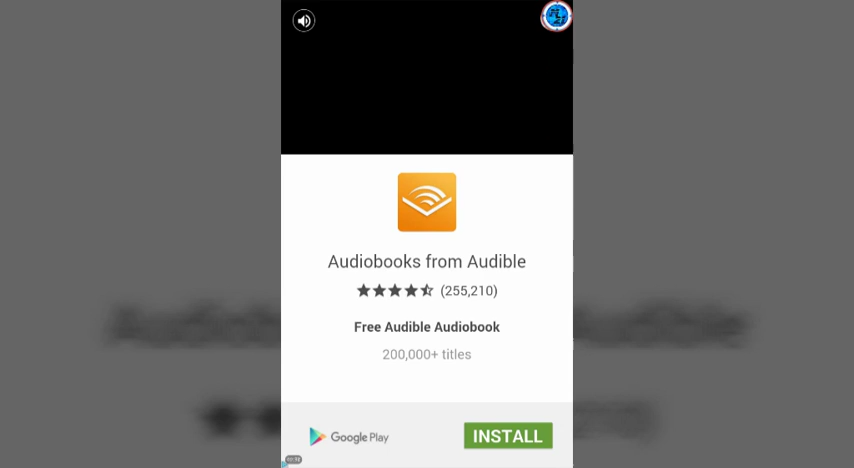 Audiobooks from Audible
(255,210)
Free Audible Audiobook
200,000+ titles
Google Play
INSTALL